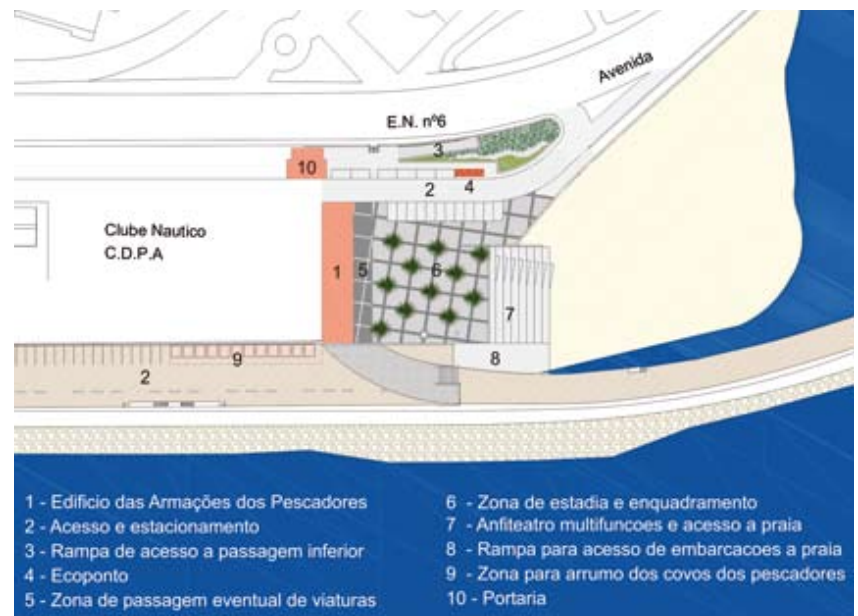 Avenida
E.N. nº6
3
10
2
4
Clube Nautico
C.D.P.A
1
5
6
7
8
9
2
1 - Edificio das Armações dos Pescadores
2 - Acesso e estacionamento
3 - Rampa de acesso a passagem inferior
4 - Ecoponto
5 - Zona de passagem eventual de viaturas
6 - Zona de estadia e enquadramento
7 - Anfiteatro multifuncoes e acesso a praia
8 - Rampa para acesso de embarcacoes a praia
9 - Zona para arrumo dos covos dos pescadores
10 - Portaria